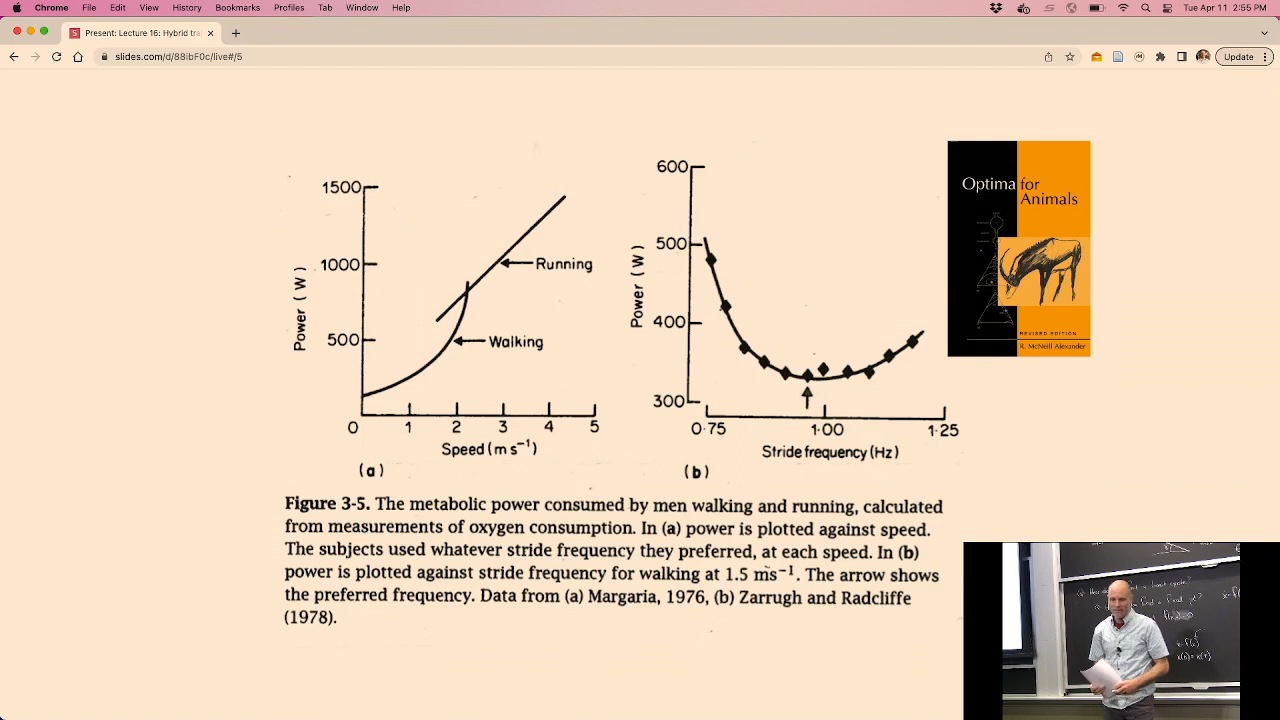 Chrome File Edit View History Bookmarks Profiles Tab Window Help
Tue Apr 11 2:55 PM
Present: Lecture 16: Hybrid tra
slides.com/d/88ibF0c/live#/5
Update
1500
1000
500
Power (W)
Running
Walking
0 1 2 3 4 5
Speed (m s⁻¹)
(a)
600
500
400
300
Power (W)
0·75 1·00 1·25
Stride frequency (Hz)
(b)
Optima for
Animals
REVISED EDITION
R. McNeill Alexander
Figure 3-5. The metabolic power consumed by men walking and running, calculated
from measurements of oxygen consumption. In (a) power is plotted against speed.
The subjects used whatever stride frequency they preferred, at each speed. In (b)
power is plotted against stride frequency for walking at 1.5 ms⁻¹. The arrow shows
the preferred frequency. Data from (a) Margaria, 1976, (b) Zarrugh and Radcliffe
(1978).
limit cycle?